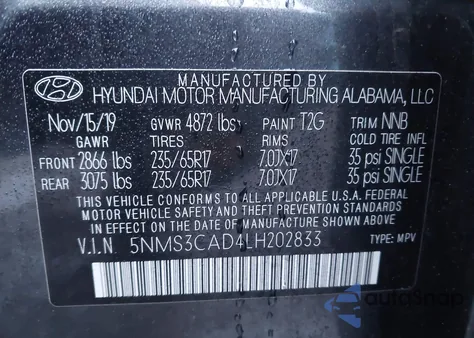 MANUFACTURED BY
HYUNDAI MOTOR MANUFACTURING ALABAMA, LLC
Nov/15/19 GVWR 4872 lbs PAINT T2G TRIM NNB
GAWR TIRES RIMS COLD TIRE INFL
FRONT 2866 lbs 235/65R17 7.0JX17 35 psi SINGLE
REAR 3075 lbs 235/65R17 7.0JX17 35 psi SINGLE
THIS VEHICLE CONFORMS TO ALL APPLICABLE U.S.A. FEDERAL
MOTOR VEHICLE SAFETY AND THEFT PREVENTION STANDARDS
IN EFFECT ON THE DATE OF MANUFACTURE SHOWN ABOVE.
V.I.N. 5NMS3CAD4LH202833 TYPE: MPV
autoSnap